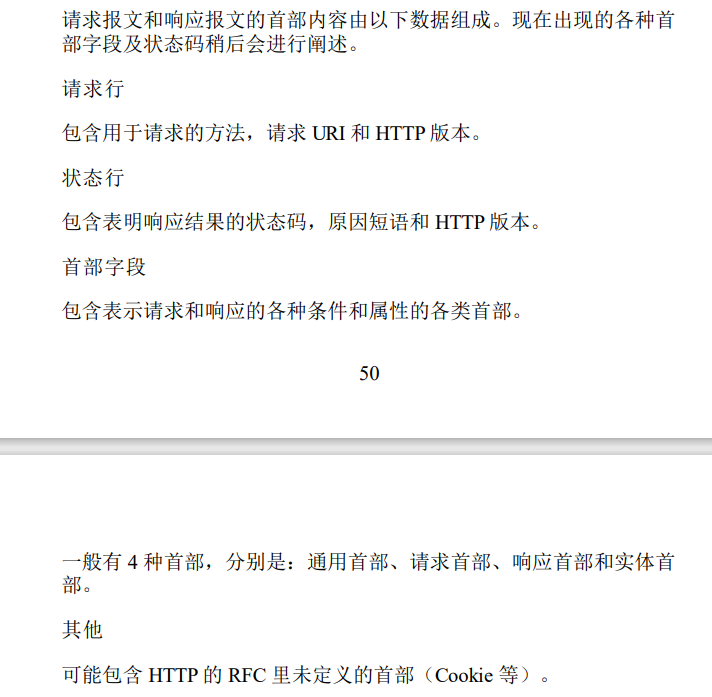 请求报文和响应报文的首部内容由以下数据组成。现在出现的各种首
部字段及状态码稍后会进行阐述。
请求行
包含用于请求的方法，请求 URI 和 HTTP 版本。
状态行
包含表明响应结果的状态码，原因短语和 HTTP 版本。
首部字段
包含表示请求和响应的各种条件和属性的各类首部。
50
一般有 4 种首部，分别是：通用首部、请求首部、响应首部和实体首
部。
其他
可能包含 HTTP 的 RFC 里未定义的首部（Cookie 等）。